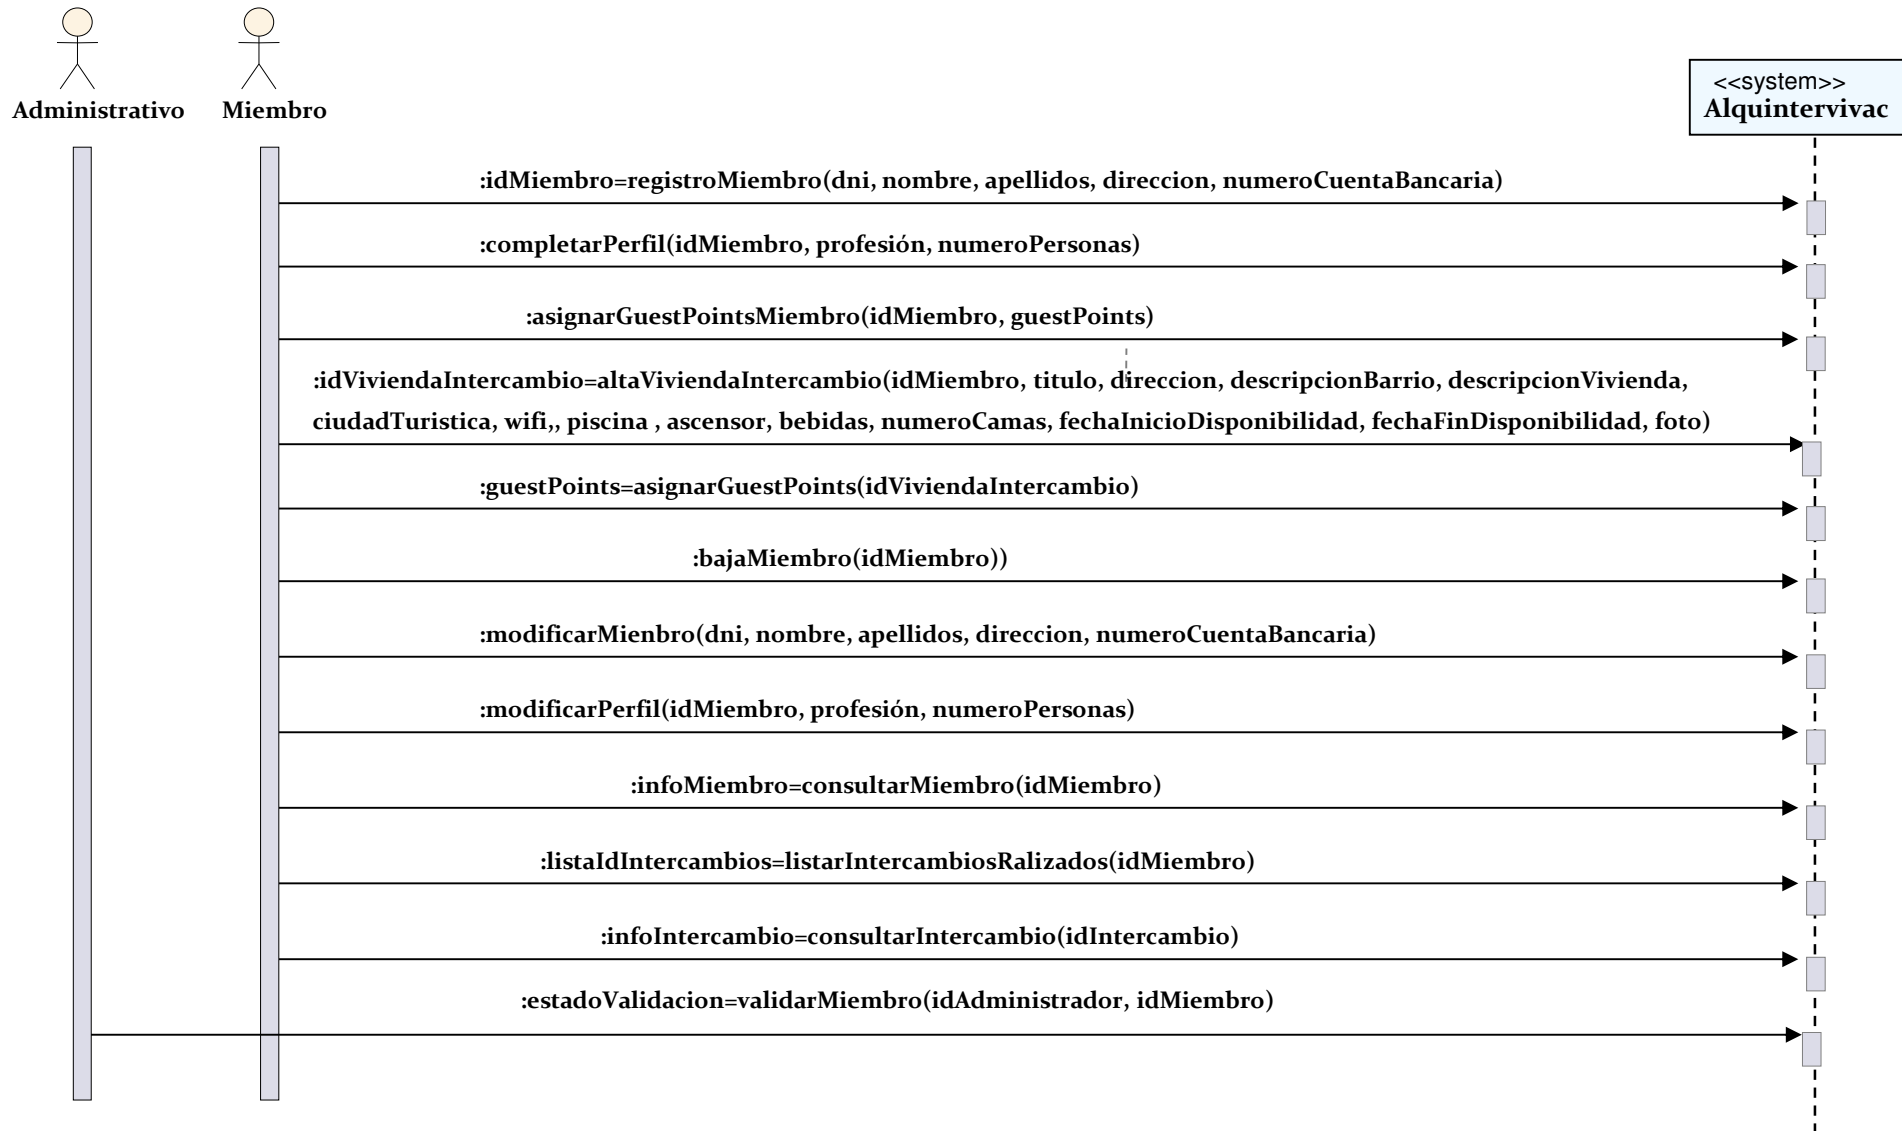 Administrativo
Miembro
<<system>>
Alquintervivac
:idMiembro=registroMiembro(dni, nombre, apellidos, direccion, numeroCuentaBancaria)
:completarPerfil(idMiembro, profesión, numeroPersonas)
:asignarGuestPointsMiembro(idMiembro, guestPoints)
:idViviendaIntercambio=altaViviendaIntercambio(idMiembro, titulo, direccion, descripcionBarrio, descripcionVivienda,
ciudadTuristica, wifi,, piscina , ascensor, bebidas, numeroCamas, fechaInicioDisponibilidad, fechaFinDisponibilidad, foto)
:guestPoints=asignarGuestPoints(idViviendaIntercambio)
:bajaMiembro(idMiembro))
:modificarMienbro(dni, nombre, apellidos, direccion, numeroCuentaBancaria)
:modificarPerfil(idMiembro, profesión, numeroPersonas)
:infoMiembro=consultarMiembro(idMiembro)
:listaIdIntercambios=listarIntercambiosRalizados(idMiembro)
:infoIntercambio=consultarIntercambio(idIntercambio)
:estadoValidacion=validarMiembro(idAdministrador, idMiembro)